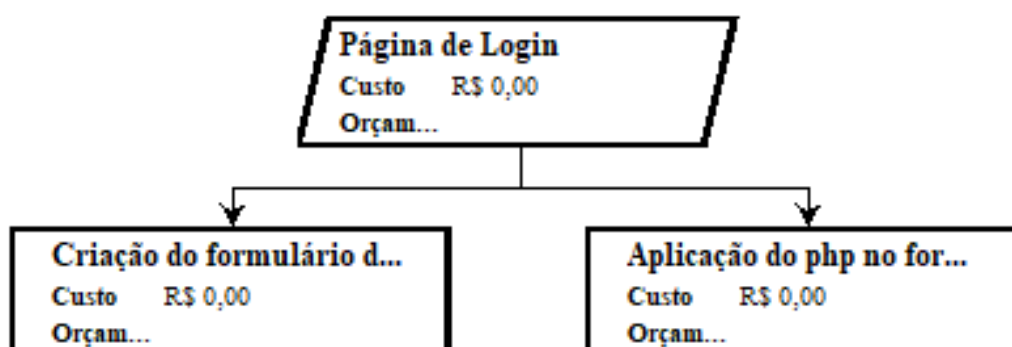 Página de Login
Custo R$ 0,00
Orçam...
Criação do formulário d...
Custo R$ 0,00
Orçam...
Aplicação do php no for...
Custo R$ 0,00
Orçam...